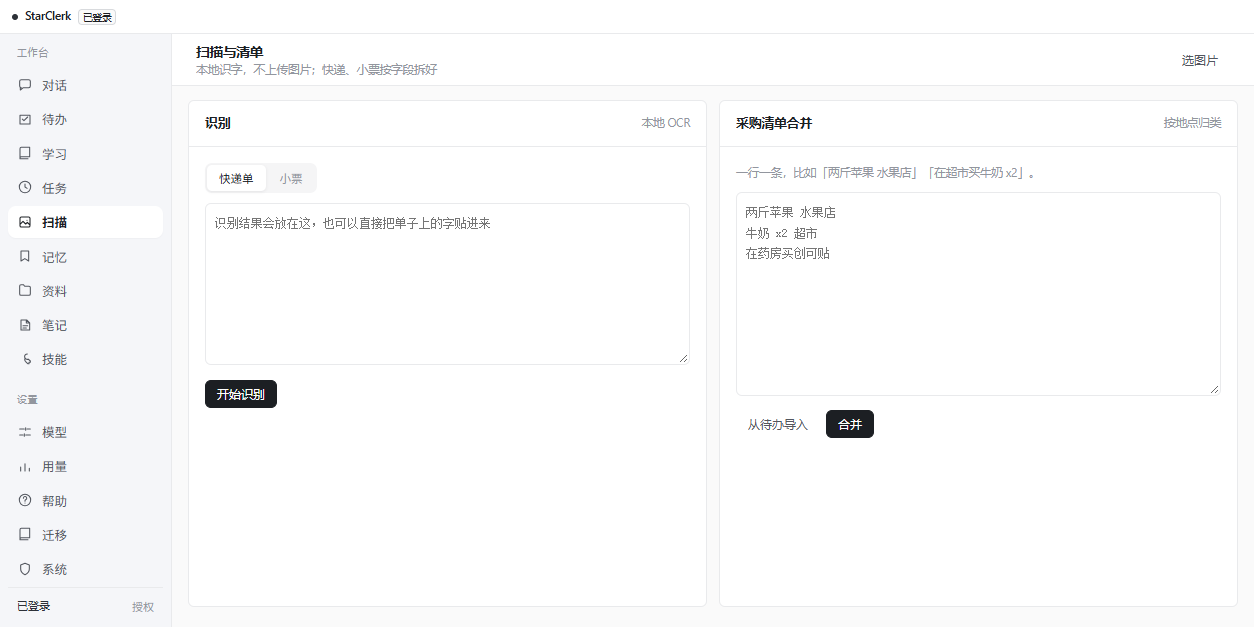 StarClerk 已登录
工作台
对话
待办
学习
任务
扫描
记忆
资料
笔记
技能
设置
模型
用量
帮助
迁移
系统
已登录 授权
扫描与清单
本地识字，不上传图片；快递、小票按字段拆好
选图片
识别 本地 OCR
快递单 小票
识别结果会放在这，也可以直接把单子上的字贴进来
开始识别
采购清单合并 按地点归类
一行一条，比如「两斤苹果 水果店」「在超市买牛奶 x2」。
两斤苹果 水果店
牛奶 x2 超市
在药房买创可贴
从待办导入 合并